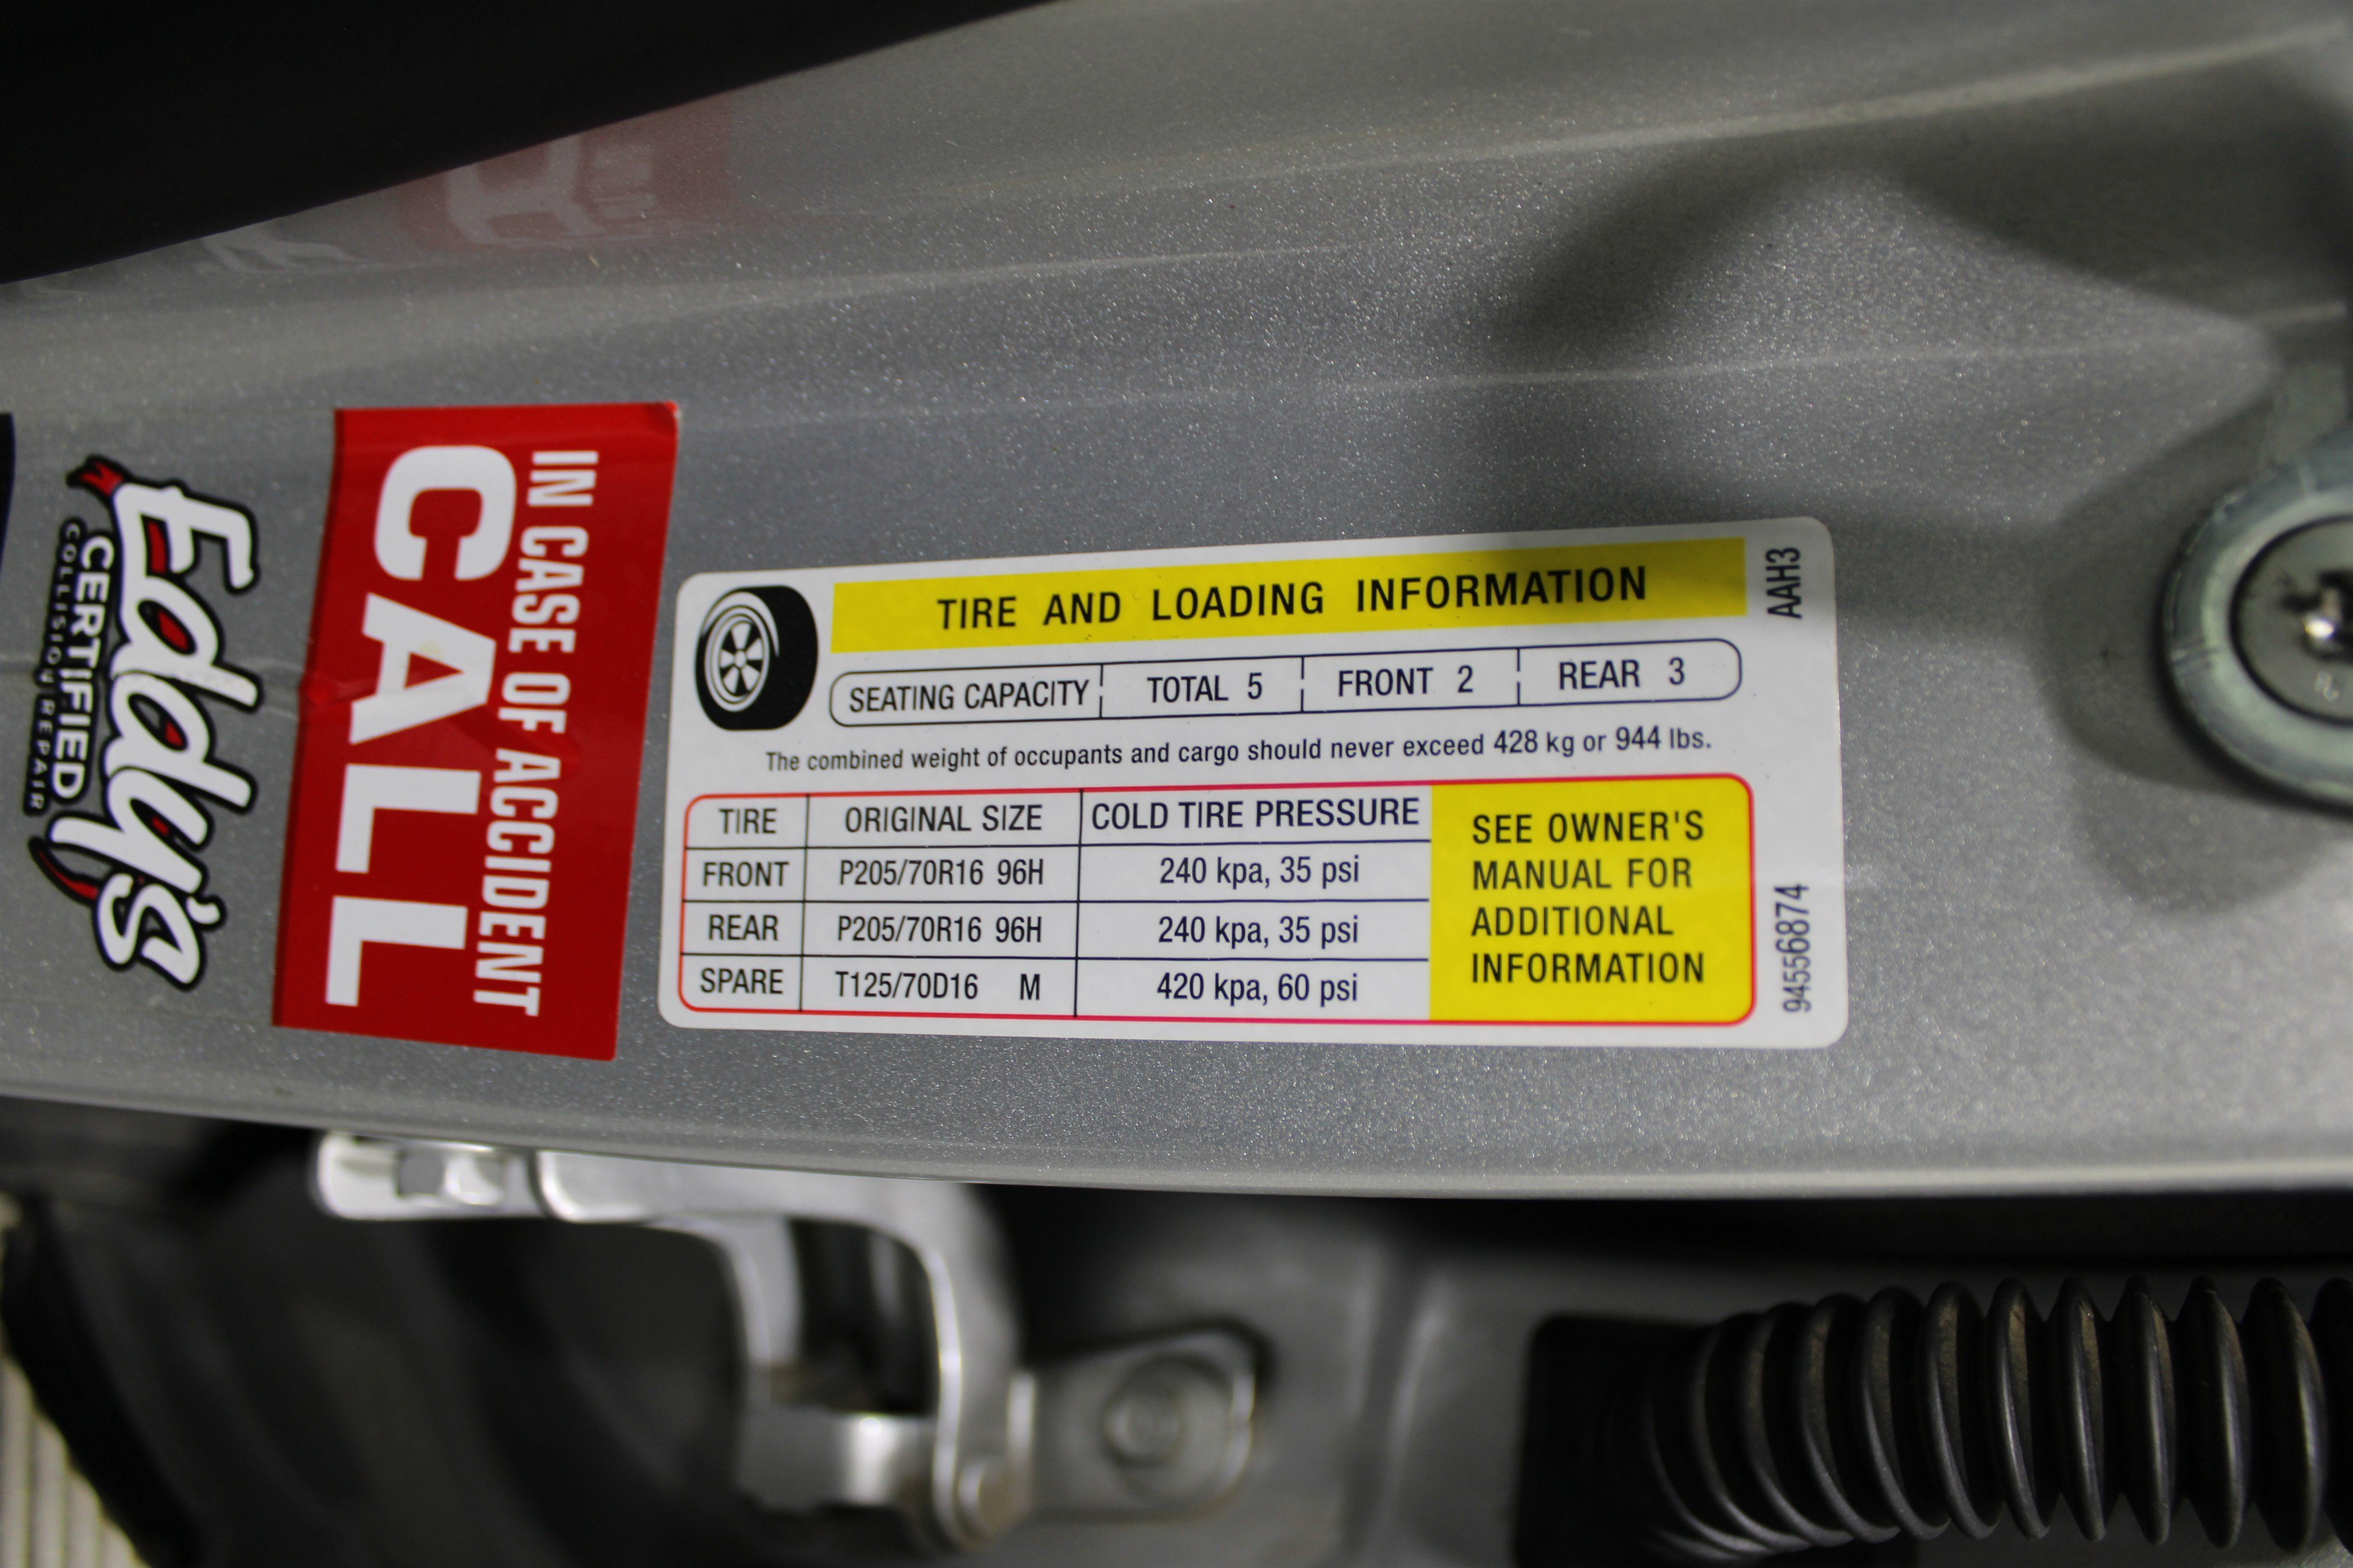 Eddy's
CERTIFIED
COLLISION REPAIR
IN CASE OF ACCIDENT
CALL
TIRE AND LOADING INFORMATION
AAH3
SEATING CAPACITY TOTAL 5 FRONT 2 REAR 3
The combined weight of occupants and cargo should never exceed 428 kg or 944 lbs.
TIRE ORIGINAL SIZE COLD TIRE PRESSURE
FRONT P205/70R16 96H 240 kpa, 35 psi
REAR P205/70R16 96H 240 kpa, 35 psi
SPARE T125/70D16 M 420 kpa, 60 psi
SEE OWNER'S
MANUAL FOR
ADDITIONAL
INFORMATION
94556874